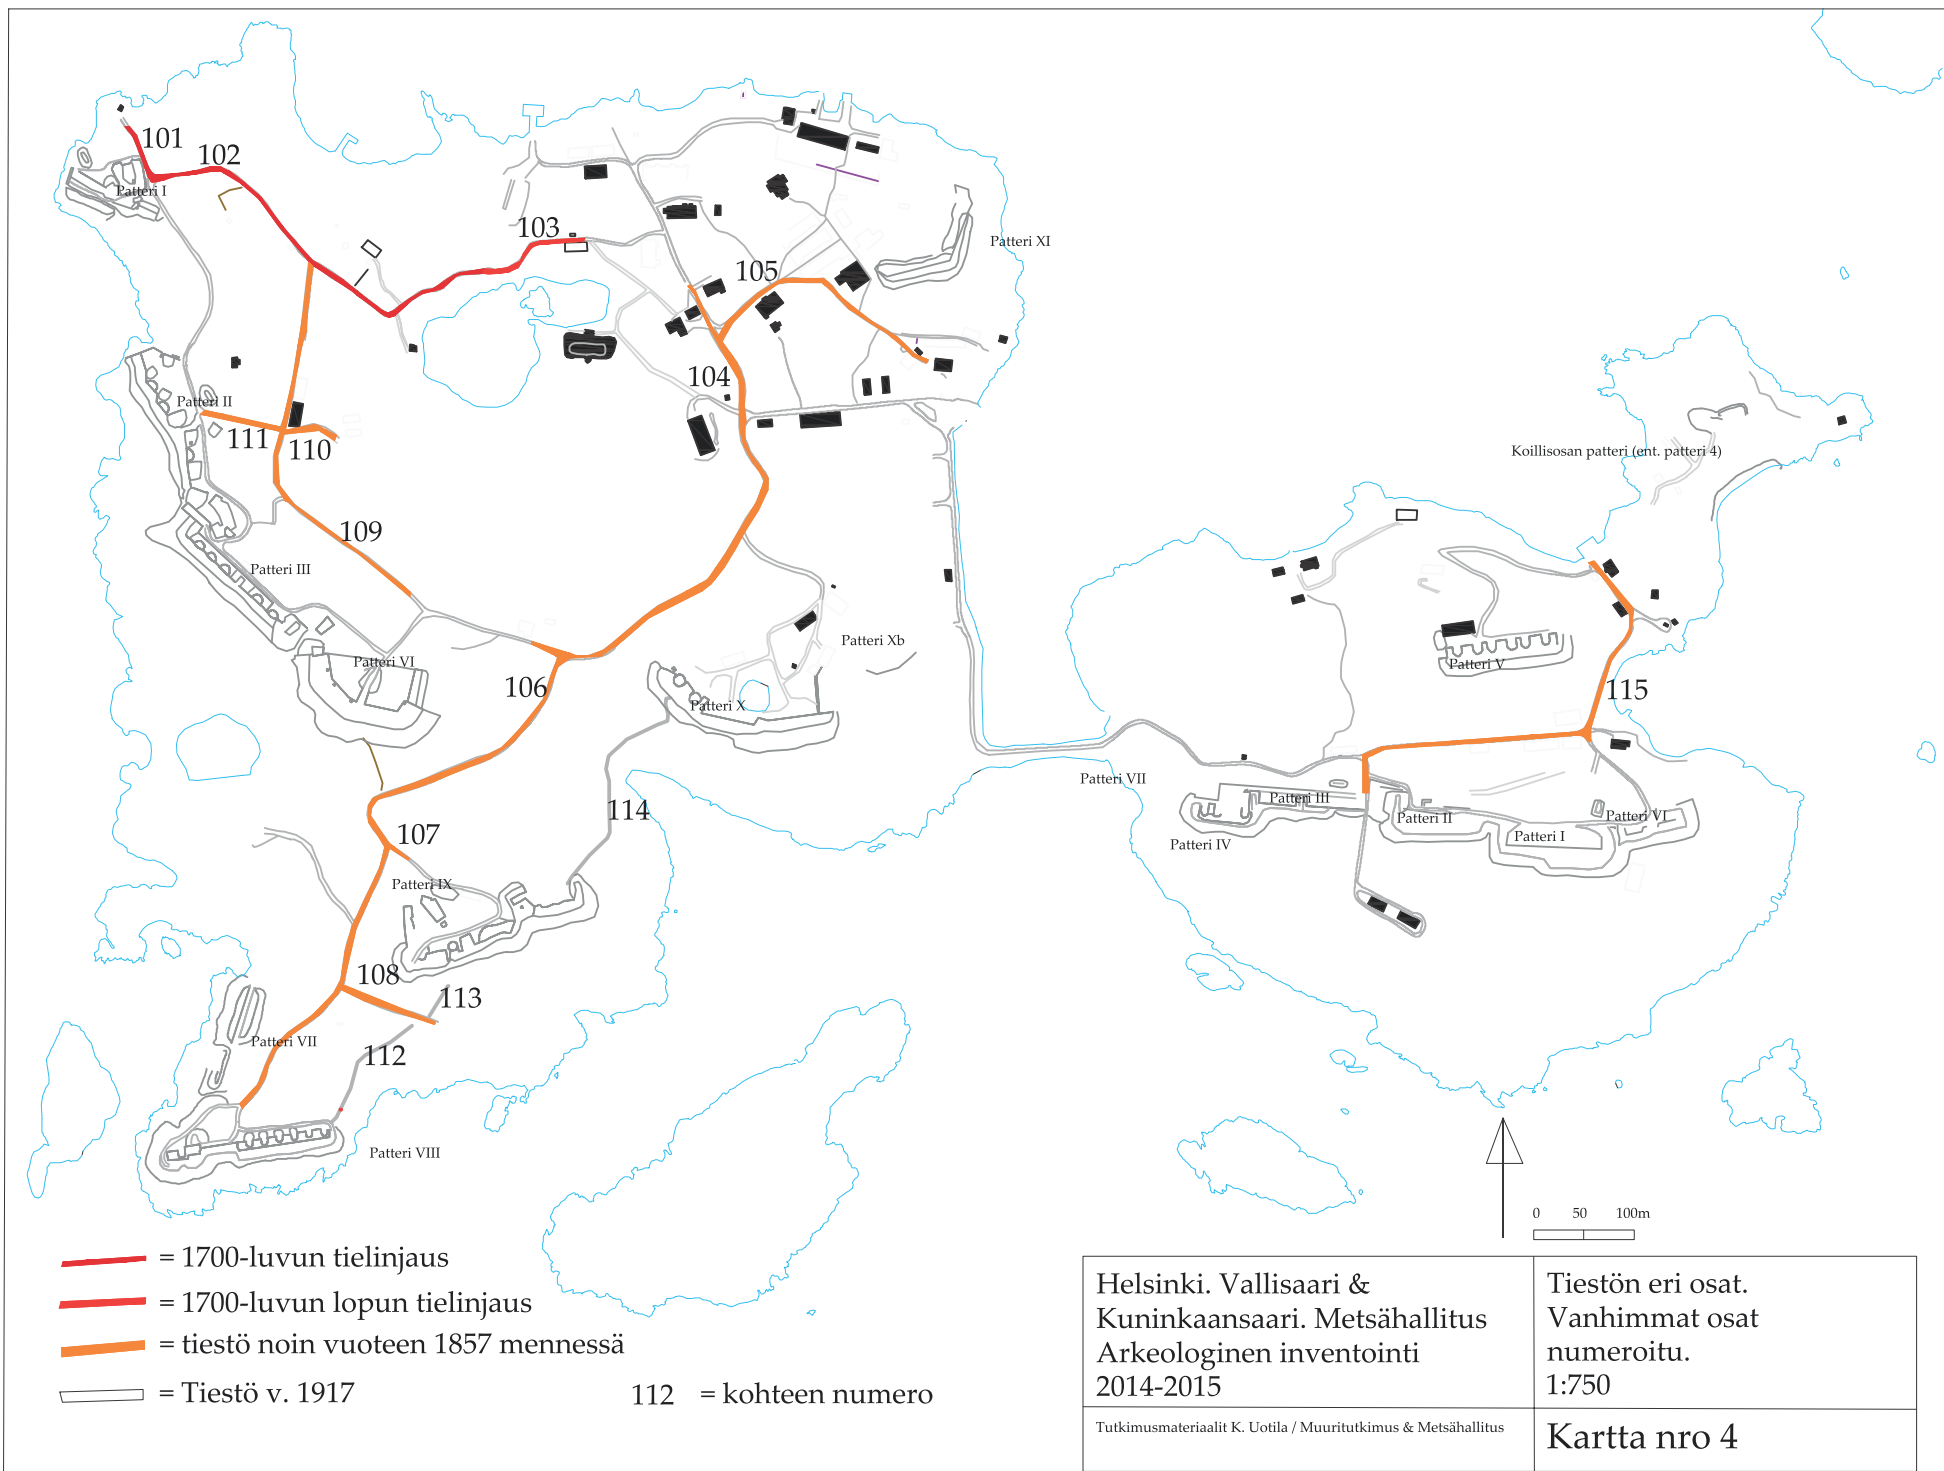 101
102
Patteri I
103
105
Patteri XI
104
Patteri II
111
110
109
Patteri III
Patteri VI
106
Patteri X
Patteri Xb
Koillisosan patteri (ent. patteri 4)
Patteri V
115
Patteri VII
Patteri III
Patteri II
Patteri I
Patteri VI
Patteri IV
114
107
Patteri IX
108
113
Patteri VII
112
Patteri VIII
0 50 100m
= 1700-luvun tielinjaus
= 1700-luvun lopun tielinjaus
= tiestö noin vuoteen 1857 mennessä
= Tiestö v. 1917
112 = kohteen numero
Helsinki. Vallisaari &
Kuninkaansaari. Metsähallitus
Arkeologinen inventointi
2014-2015
Tiestön eri osat.
Vanhimmat osat
numeroitu.
1:750
Tutkimusmateriaalit K. Uotila / Muuritutkimus & Metsähallitus
Kartta nro 4